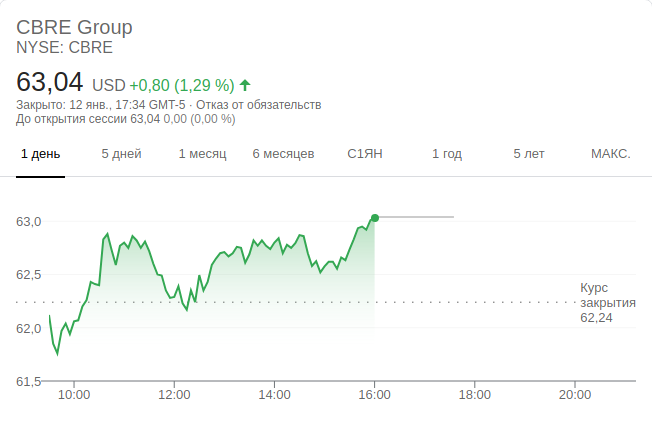 CBRE Group
NYSE: CBRE
63,04 USD +0,80 (1,29 %)
Закрыто: 12 янв., 17:34 GMT-5 · Отказ от обязательств
До открытия сессии 63,04 0,00 (0,00 %)
1 день 5 дней 1 месяц 6 месяцев С1ЯН 1 год 5 лет МАКС.
63,0
62,5
Курс
закрытия
62,24
62,0
61,5
10:00 12:00 14:00 16:00 18:00 20:00